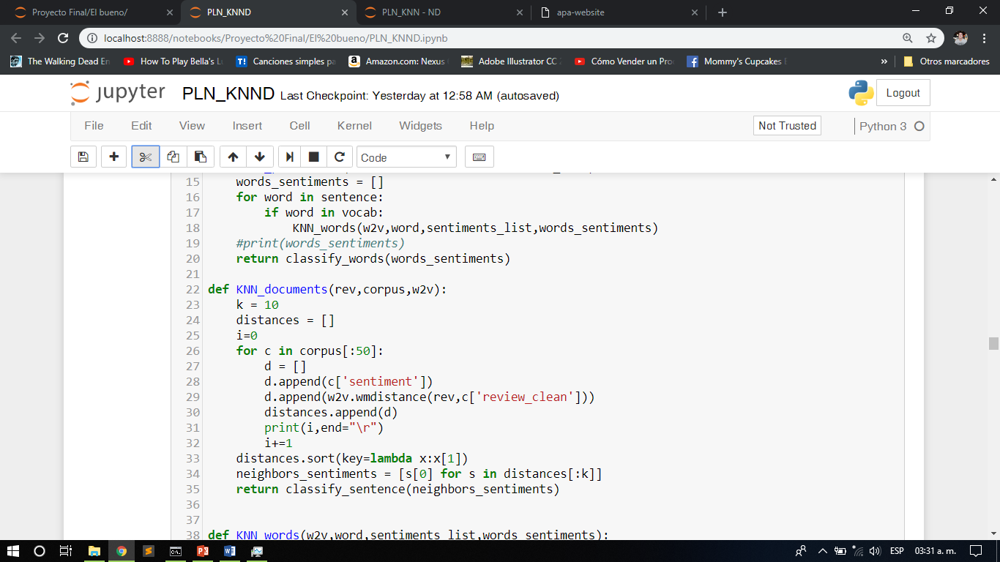 Proyecto Final/El bueno/
PLN_KNND
PLN_KNN - ND
apa-website
localhost:8888/notebooks/Proyecto%20Final/El%20bueno/PLN_KNND.ipynb
The Walking Dead En
How To Play Bella's Lu
T!
Canciones simples pa
Amazon.com: Nexus
Adobe Illustrator CC
Cómo Vender un Pro
Mommy's Cupcakes
»
Otros marcadores
jupyter
PLN_KNND
Last Checkpoint: Yesterday at 12:58 AM (autosaved)
Logout
File
Edit
View
Insert
Cell
Kernel
Widgets
Help
Not Trusted
Python 3
Code
15     words_sentiments = []
16     for word in sentence:
17         if word in vocab:
18             KNN_words(w2v,word,sentiments_list,words_sentiments)
19     #print(words_sentiments)
20     return classify_words(words_sentiments)
21
22 def KNN_documents(rev,corpus,w2v):
23     k = 10
24     distances = []
25     i=0
26     for c in corpus[:50]:
27         d = []
28         d.append(c['sentiment'])
29         d.append(w2v.wmdistance(rev,c['review_clean']))
30         distances.append(d)
31         print(i,end="\r")
32         i+=1
33     distances.sort(key=lambda x:x[1])
34     neighbors_sentiments = [s[0] for s in distances[:k]]
35     return classify_sentence(neighbors_sentiments)
36
37
38 def KNN_words(w2v,word,sentiments_list,words_sentiments):
ESP
03:31 a. m.